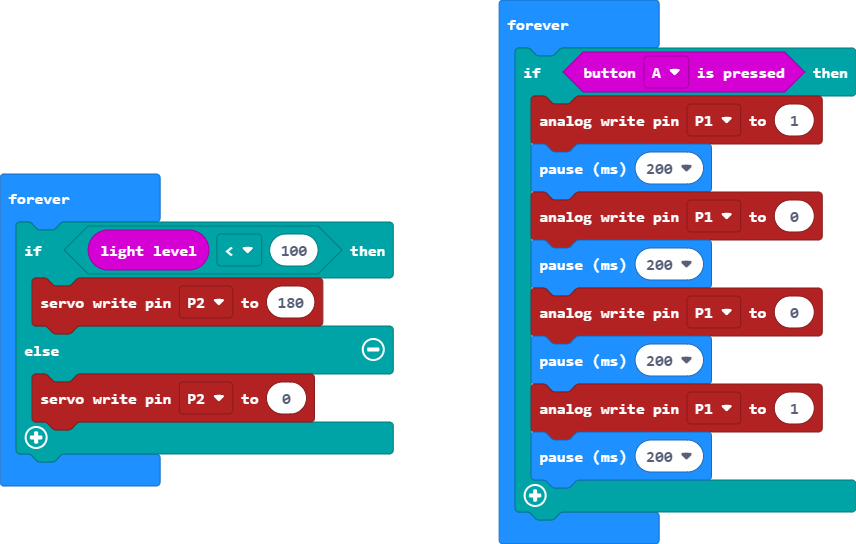 forever
if light level < 100 then
servo write pin P2 to 180
else
servo write pin P2 to 0
forever
if button A is pressed then
analog write pin P1 to 1
pause (ms) 200
analog write pin P1 to 0
pause (ms) 200
analog write pin P1 to 0
pause (ms) 200
analog write pin P1 to 1
pause (ms) 200